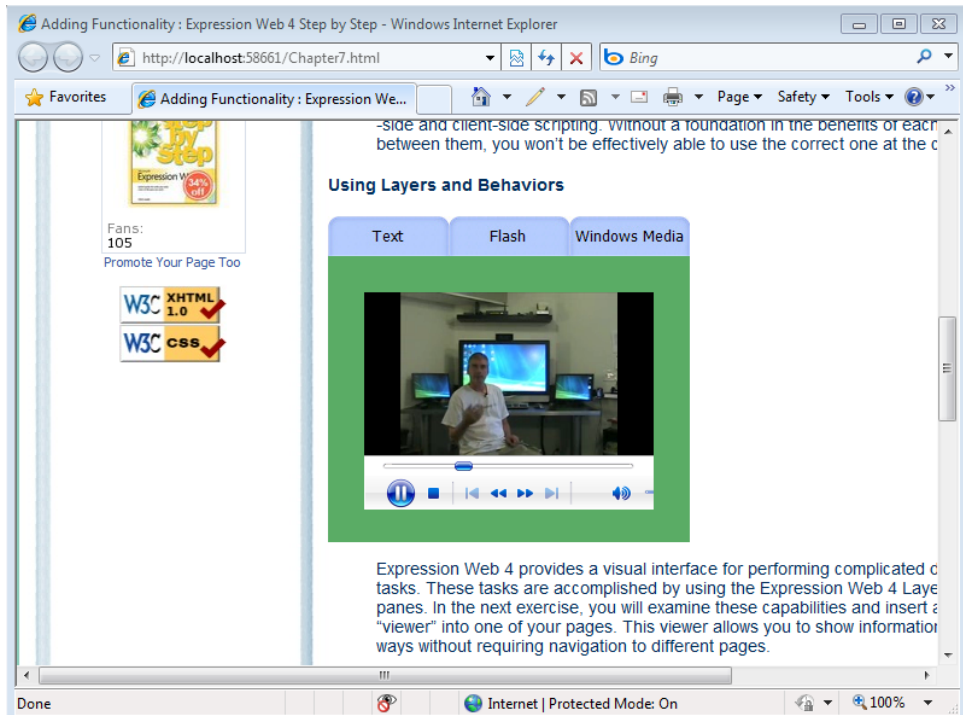 Adding Functionality : Expression Web 4 Step by Step - Windows Internet Explorer
http://localhost:58661/Chapter7.html
Bing
Favorites
Adding Functionality : Expression We...
Page
Safety
Tools
step
by
Step
Expression W
34%
off
Fans:
105
Promote Your Page Too
W3C XHTML 1.0
W3C CSS
-side and client-side scripting. Without a foundation in the benefits of each
between them, you won't be effectively able to use the correct one at the c
Using Layers and Behaviors
Text
Flash
Windows Media
Expression Web 4 provides a visual interface for performing complicated d
tasks. These tasks are accomplished by using the Expression Web 4 Laye
panes. In the next exercise, you will examine these capabilities and insert a
“viewer” into one of your pages. This viewer allows you to show information
ways without requiring navigation to different pages.
Done
Internet | Protected Mode: On
100%